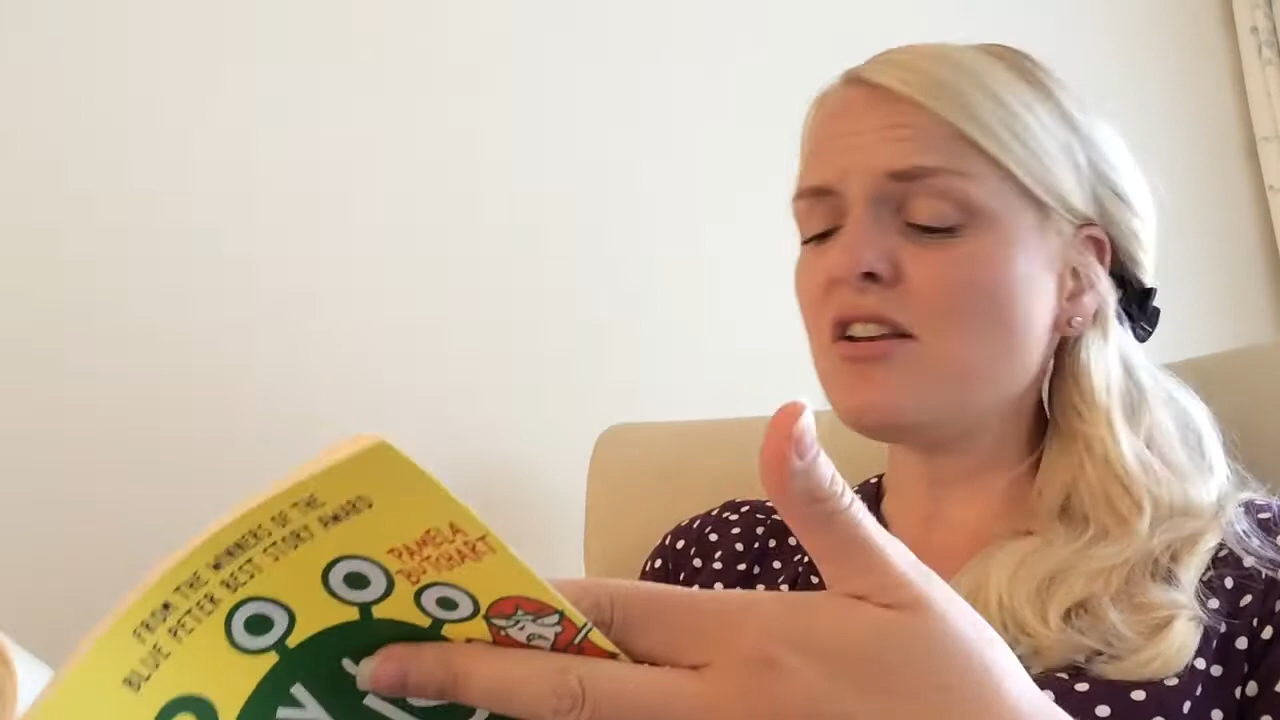 FROM THE WINNERS OF THE
BLUE PETER BEST STORY AWARD
PAMELA
BUTCHART